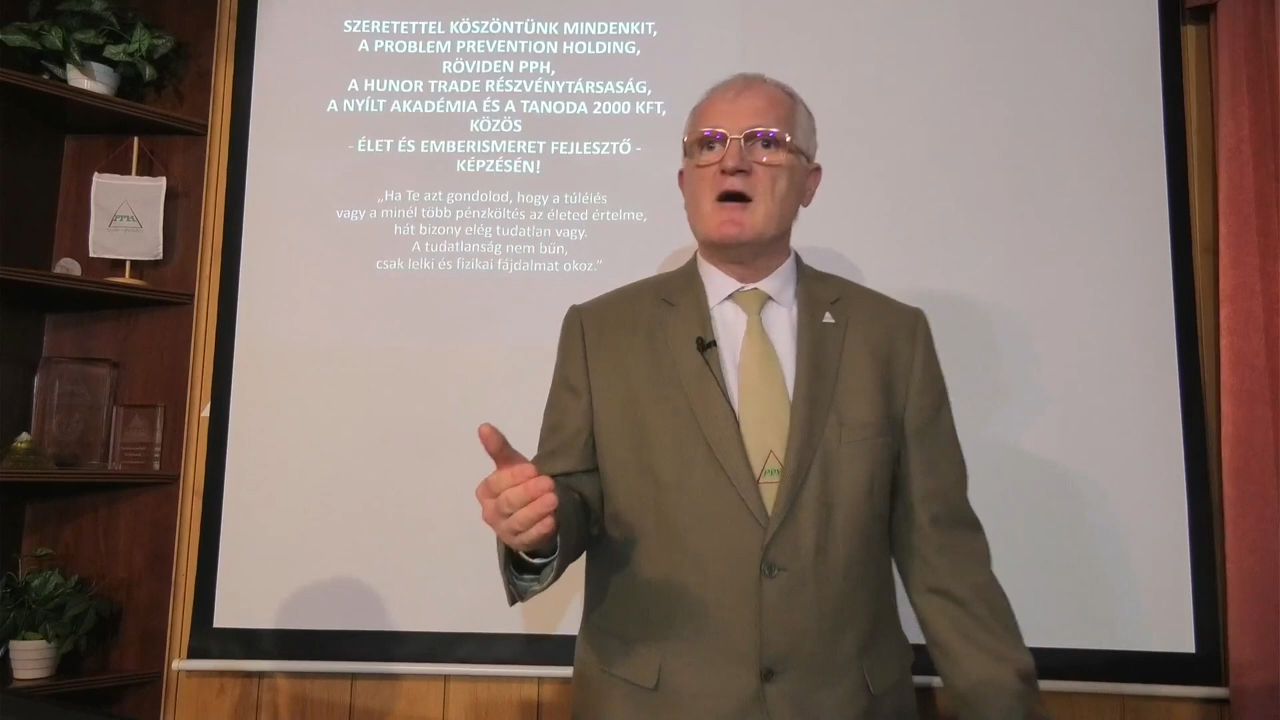 SZERETETTEL KÖSZÖNTÜNK MINDENKIT,
A PROBLEM PREVENTION HOLDING,
RÖVIDEN PPH,
A HUNOR TRADE RÉSZVÉNYTÁRSASÁG,
A NYÍLT AKADÉMIA ÉS A TANODA 2000 KFT,
KÖZÖS
- ÉLET ÉS EMBERISMERET FEJLESZTŐ -
KÉPZÉSÉN!
„Ha Te azt gondolod, hogy a túlélés
vagy a minél több pénzköltés az életed értelme,
hát bizony elég tudatlan vagy.
A tudatlanság nem bűn,
csak lelki és fizikai fájdalmat okoz.”